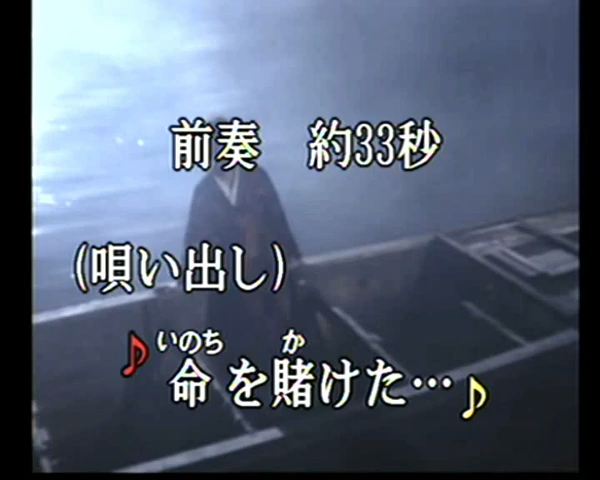 前奏　約33秒
(唄い出し)
いのち　か
♪命を賭けた…♪